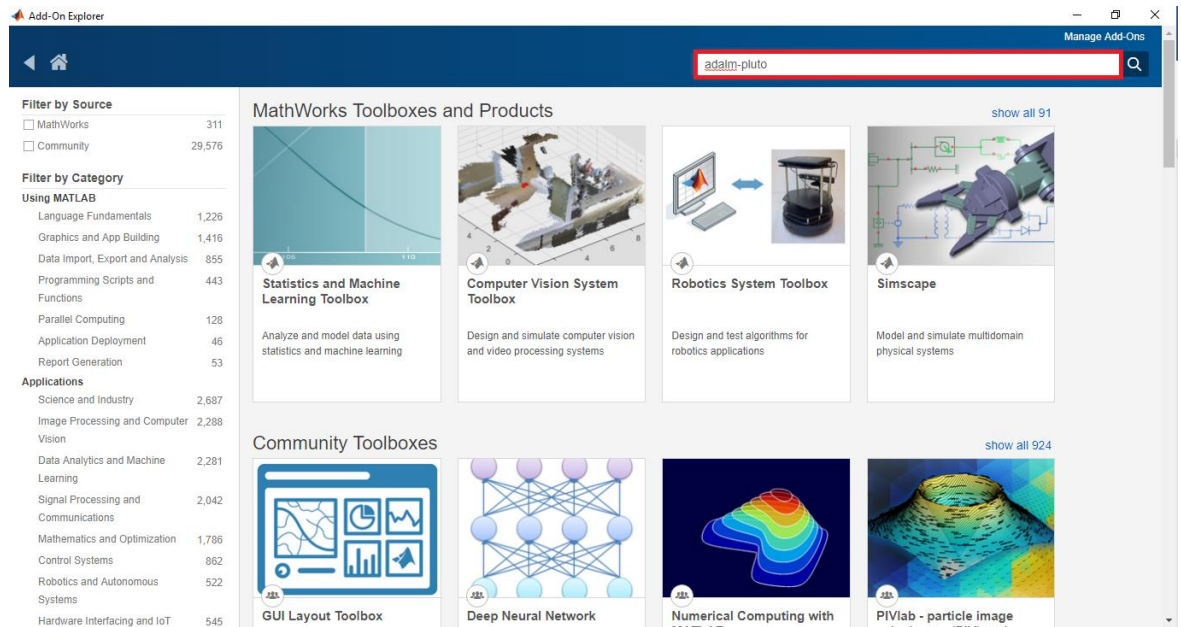 Add-On Explorer
Manage Add-Ons
adalm-pluto
Filter by Source
MathWorks 311
Community 29,576
Filter by Category
Using MATLAB
Language Fundamentals 1,226
Graphics and App Building 1,416
Data Import, Export and Analysis 855
Programming Scripts and 443
Functions
Parallel Computing 128
Application Deployment 46
Report Generation 53
Applications
Science and Industry 2,687
Image Processing and Computer 2,288
Vision
Data Analytics and Machine 2,281
Learning
Signal Processing and 2,042
Communications
Mathematics and Optimization 1,786
Control Systems 862
Robotics and Autonomous 522
Systems
Hardware Interfacing and IoT 545
MathWorks Toolboxes and Products
show all 91
Statistics and Machine
Learning Toolbox
Analyze and model data using
statistics and machine learning
Computer Vision System
Toolbox
Design and simulate computer vision
and video processing systems
Robotics System Toolbox
Design and test algorithms for
robotics applications
Simscape
Model and simulate multidomain
physical systems
Community Toolboxes
show all 924
GUI Layout Toolbox
Deep Neural Network
Numerical Computing with
PIVlab - particle image